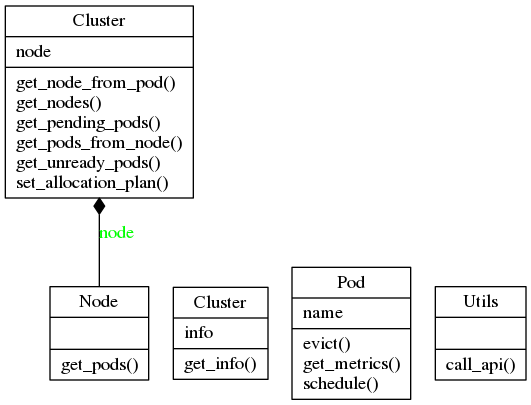 Cluster
node
get_node_from_pod()
get_nodes()
get_pending_pods()
get_pods_from_node()
get_unready_pods()
set_allocation_plan()
node
Node
get_pods()
Cluster
info
get_info()
Pod
name
evict()
get_metrics()
schedule()
Utils
call_api()